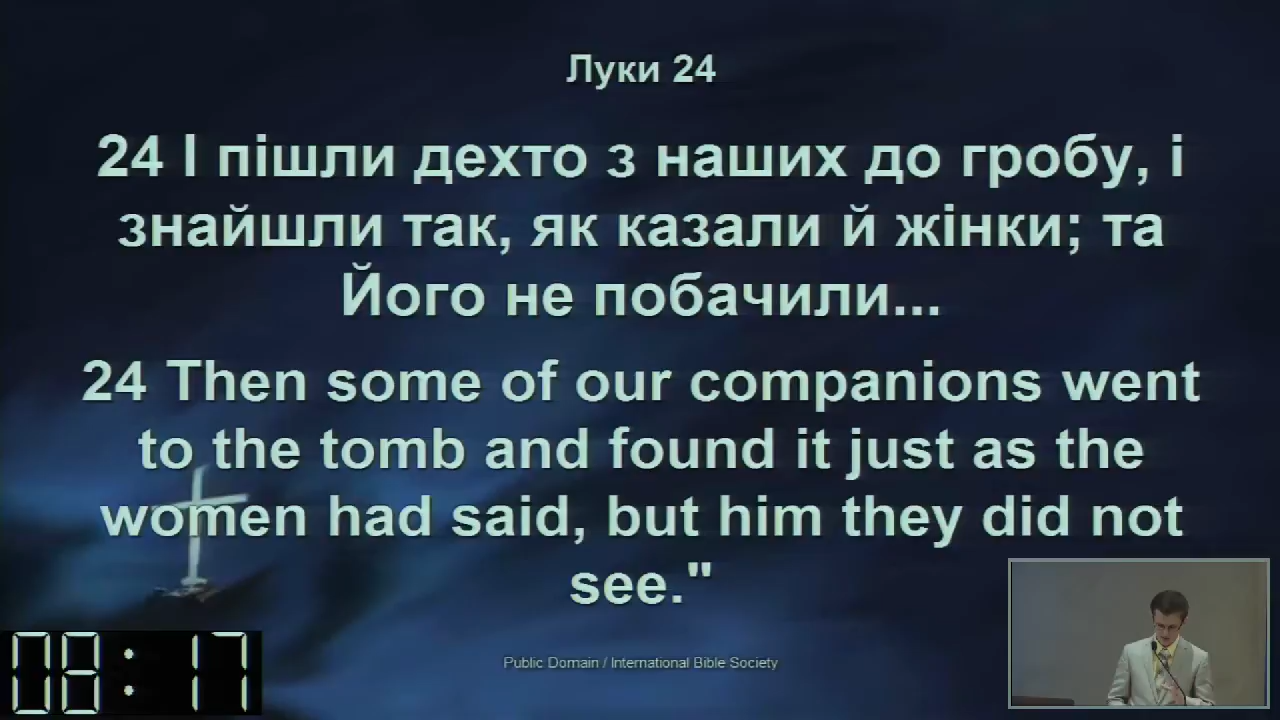 Луки 24
24 І пішли дехто з наших до гробу, і
знайшли так, як казали й жінки; та
Його не побачили...
24 Then some of our companions went
to the tomb and found it just as the
women had said, but him they did not
see."
Public Domain / International Bible Society
08:17